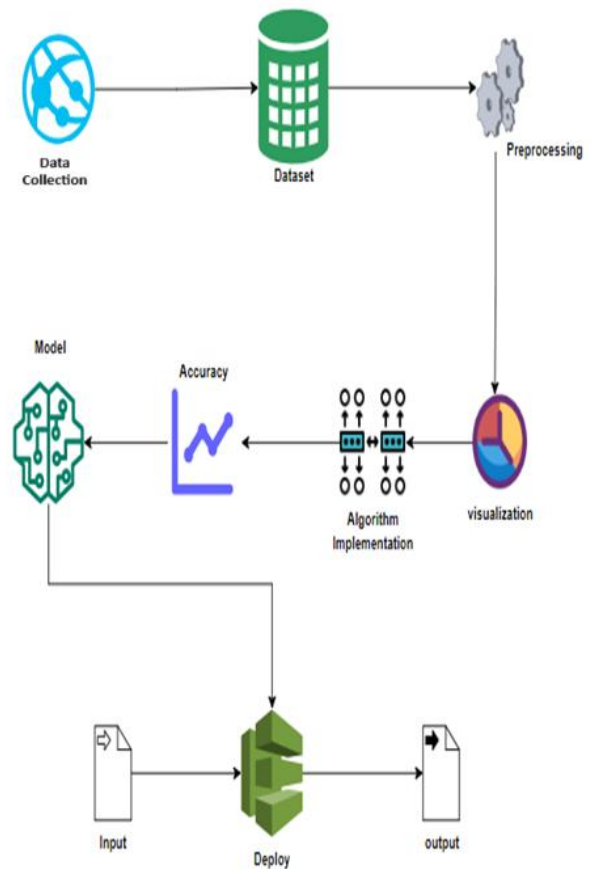 Data
Collection
Dataset
Preprocessing
Model
Accuracy
Algorithm
Implementation
visualization
Input
Deploy
output